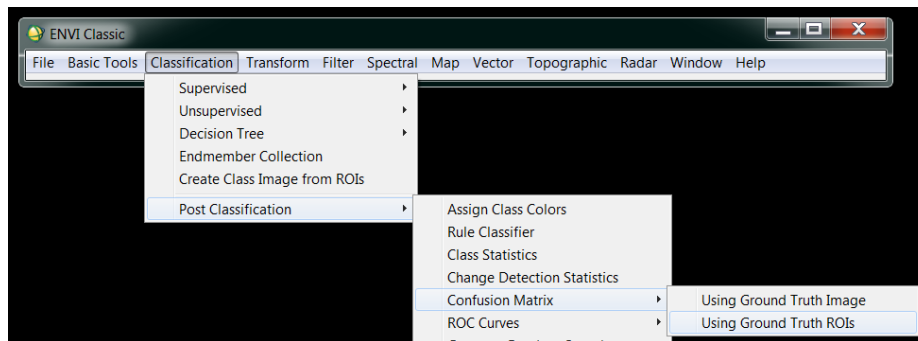 ENVI Classic
File Basic Tools Classification Transform Filter Spectral Map Vector Topographic Radar Window Help
Supervised
Unsupervised
Decision Tree
Endmember Collection
Create Class Image from ROIs
Post Classification
Assign Class Colors
Rule Classifier
Class Statistics
Change Detection Statistics
Confusion Matrix
Using Ground Truth Image
ROC Curves
Using Ground Truth ROIs